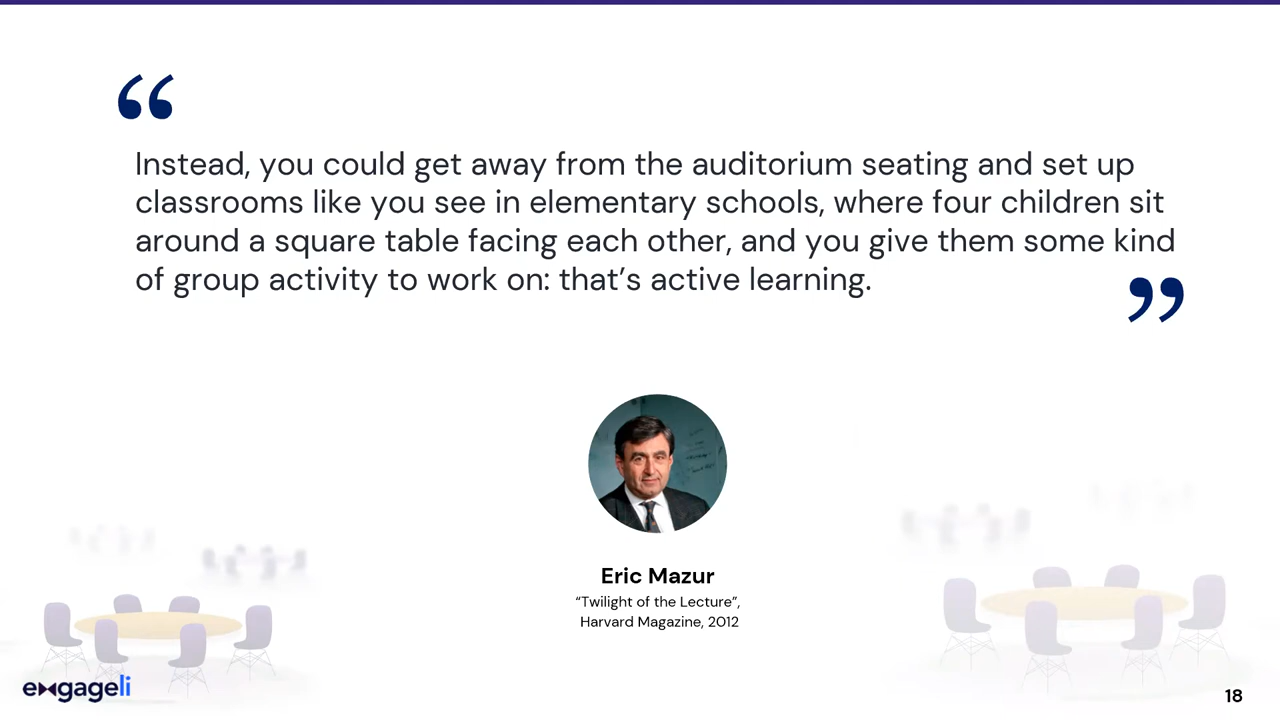 “
Instead, you could get away from the auditorium seating and set up
classrooms like you see in elementary schools, where four children sit
around a square table facing each other, and you give them some kind
of group activity to work on: that’s active learning.
”
Eric Mazur
“Twilight of the Lecture”,
Harvard Magazine, 2012
engageli
18